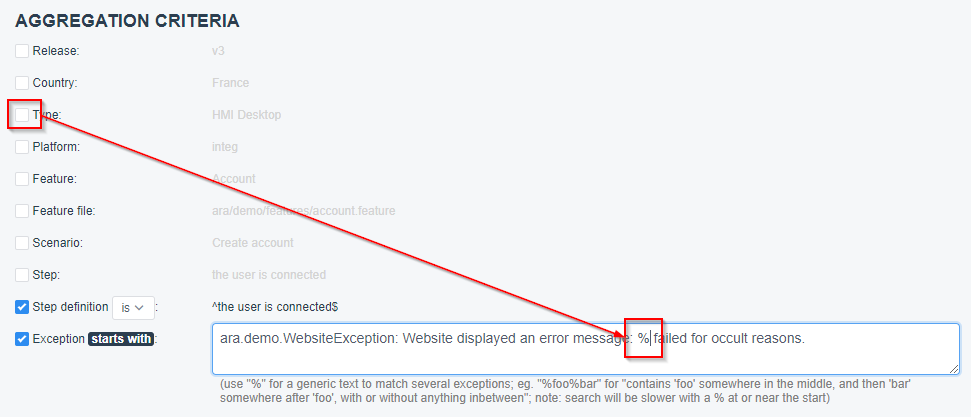 AGGREGATION CRITERIA
Release: v3
Country: France
Type: HMI Desktop
Platform: integ
Feature: Account
Feature file: ara/demo/features/account.feature
Scenario: Create account
Step: the user is connected
Step definition is : ^the user is connected$
Exception starts with: ara.demo.WebsiteException: Website displayed an error message: % failed for occult reasons.
(use "%" for a generic text to match several exceptions; eg. "%foo%bar" for "contains 'foo' somewhere in the middle, and then 'bar'
somewhere after 'foo', with or without anything inbetween"; note: search will be slower with a % at or near the start)